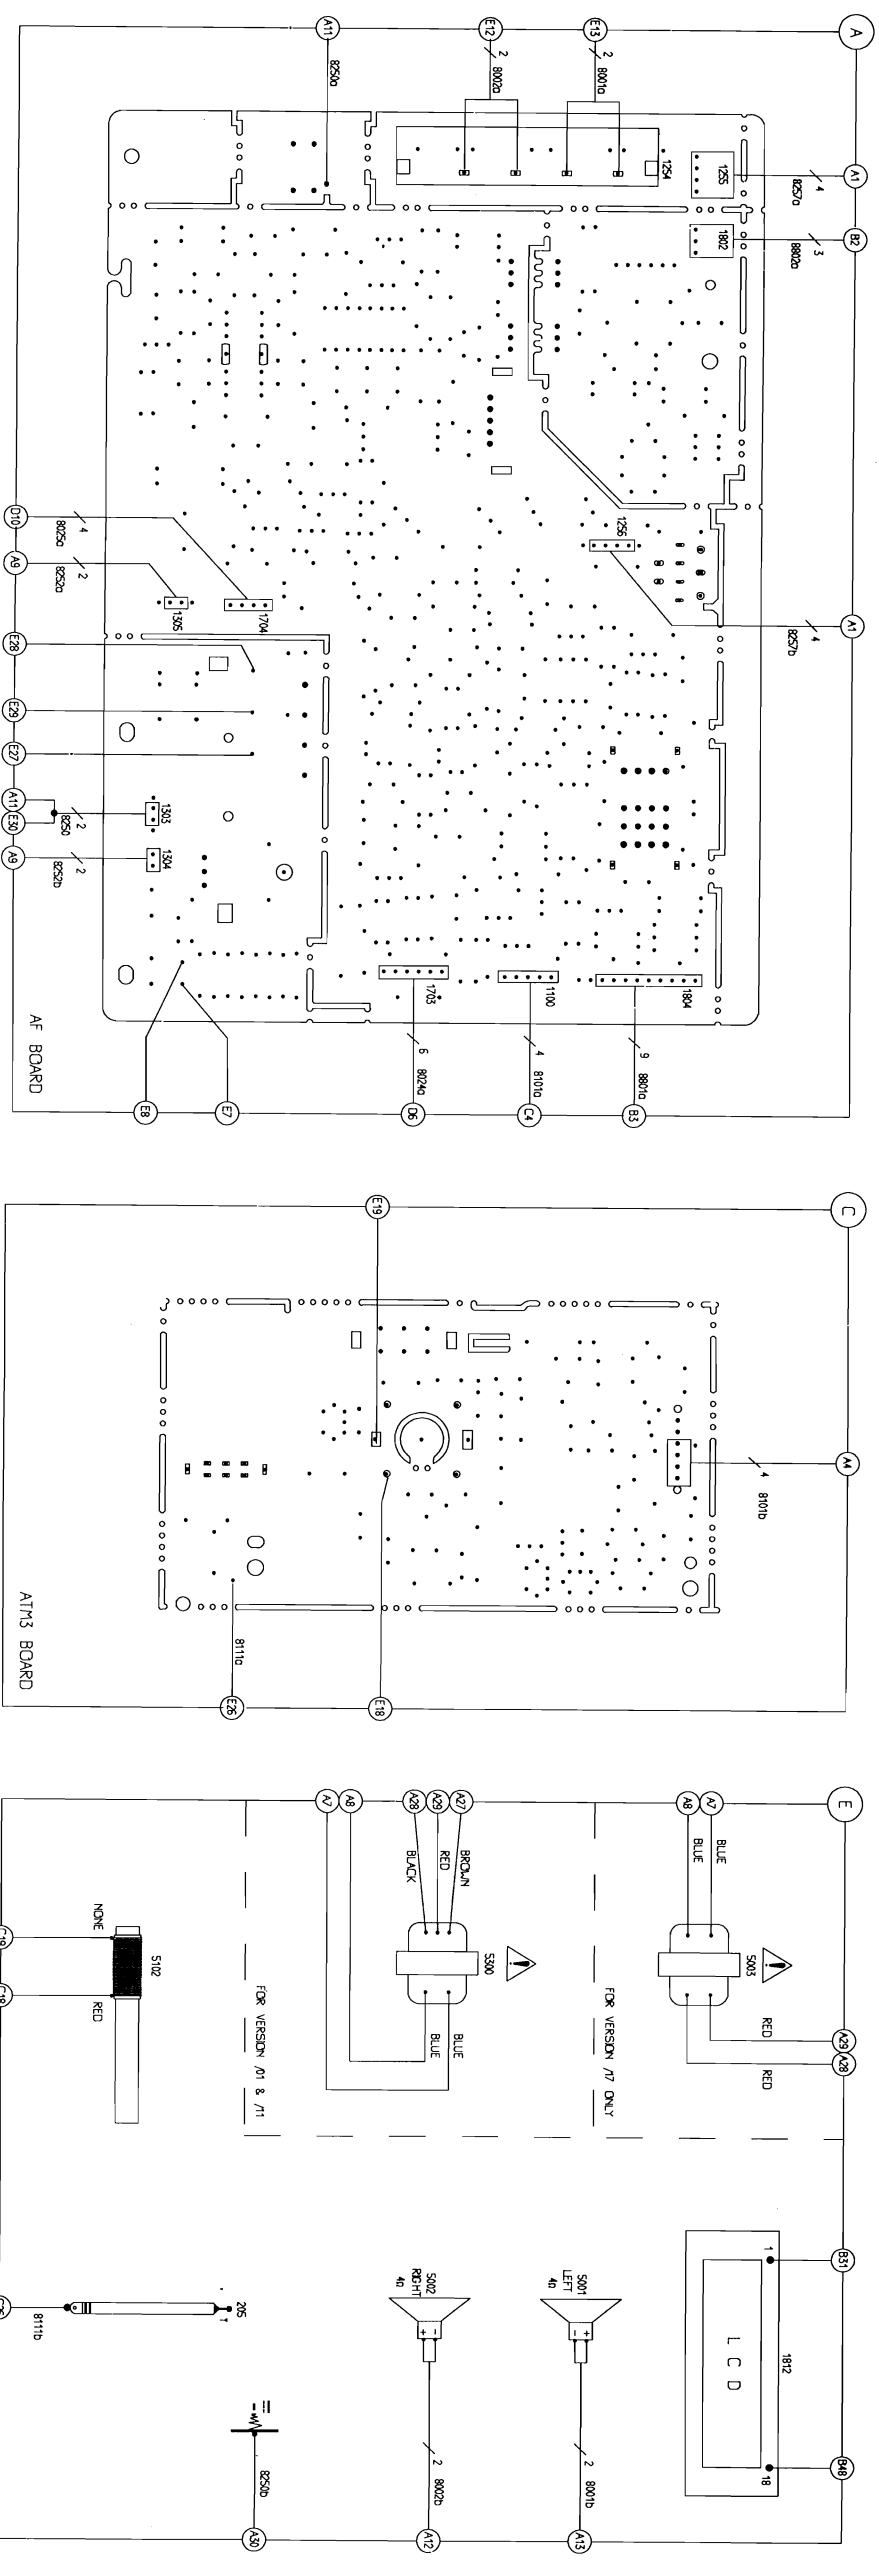 A
A11
E12
E13
8250a
2
8002a
2
8001a
A1
4
8257a
B2
3
8802a
1254
1255
1802
1256
A1
4
8257b
D10
4
8025a
A9
2
8252a
1305
1704
E28
E29
E27
A11
E30
2
8250
1303
A9
2
8252b
1304
1703
1100
1804
6
8024a
4
8101a
9
8801a
E8
E7
D6
C4
B3
AF BOARD
C
E19
A4
4
8101b
8111a
E26
E18
ATM3 BOARD
E
A7
A8
A28
A29
A27
A8
A7
BLACK
RED
BROWN
BLUE
BLUE
5300
5003
BLUE
BLUE
RED
RED
A29
A28
FOR VERSION /01 & /11
FOR VERSION /17 ONLY
NONE
5102
RED
C19
C18
B31
1
1812
LCD
18
B48
5001
LEFT
4Ω
5002
RIGHT
4Ω
+ -
- +
2
8002b
2
8001b
205
8111b
8250b
A30
A12
A13